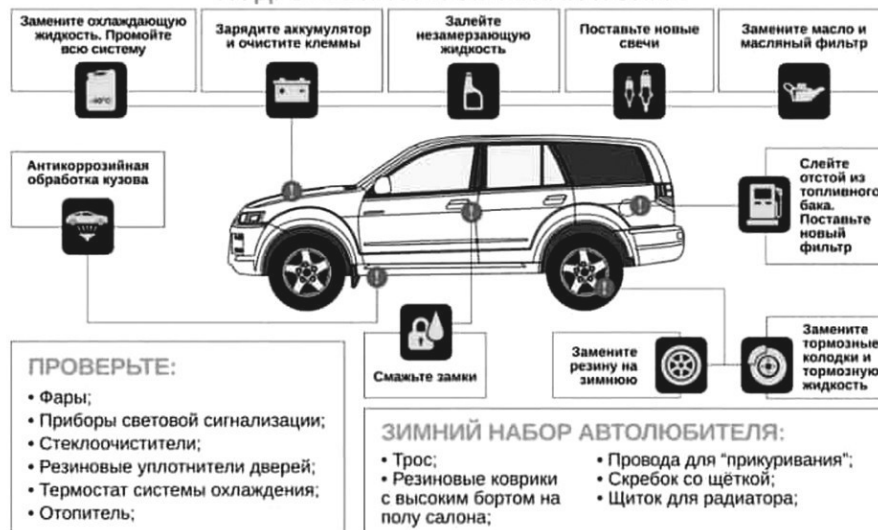 Замените охлаждающую
жидкость. Промойте
всю систему
Зарядите аккумулятор
и очистите клеммы
Залейте
незамерзающую
жидкость
Поставьте новые
свечи
Замените масло и
масляный фильтр
-40°C
Антикоррозийная
обработка кузова
Слейте
отстой из
топливного
бака.
Поставьте
новый
фильтр
Смажьте замки
Замените
резину на
зимнюю
Замените
тормозные
колодки и
тормозную
жидкость
ПРОВЕРЬТЕ:
• Фары;
• Приборы световой сигнализации;
• Стеклоочистители;
• Резиновые уплотнители дверей;
• Термостат системы охлаждения;
• Отопитель;
ЗИМНИЙ НАБОР АВТОЛЮБИТЕЛЯ:
• Трос;
• Резиновые коврики
с высоким бортом на
полу салона;
• Провода для "прикуривания";
• Скребок со щёткой;
• Щиток для радиатора;